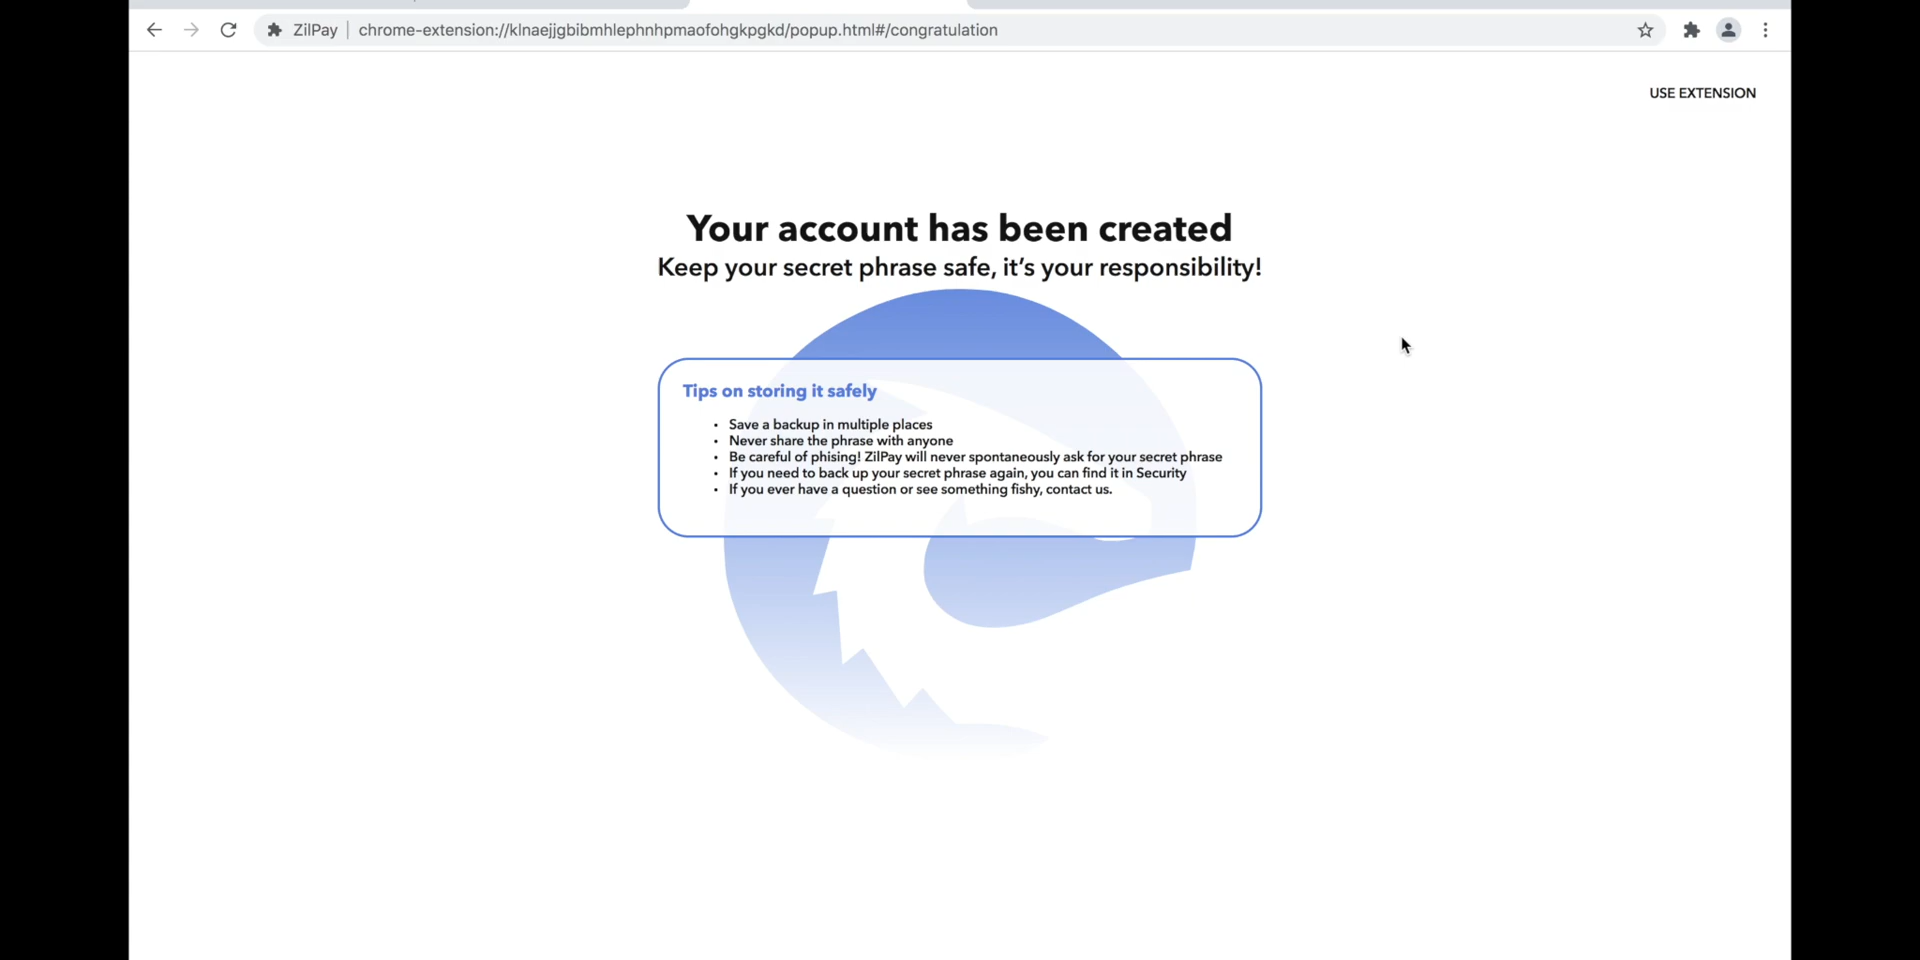 ZilPay | chrome-extension://klnaejjgbibmhlephnhpmaofohgkpgkd/popup.html#/congratulation
USE EXTENSION
Your account has been created
Keep your secret phrase safe, it’s your responsibility!
Tips on storing it safely
• Save a backup in multiple places
• Never share the phrase with anyone
• Be careful of phising! ZilPay will never spontaneously ask for your secret phrase
• If you need to back up your secret phrase again, you can find it in Security
• If you ever have a question or see something fishy, contact us.